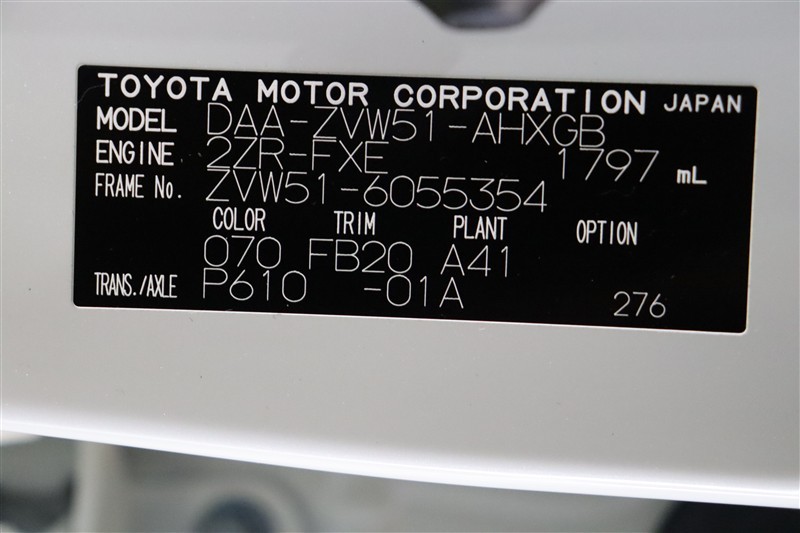 TOYOTA MOTOR CORPORATION JAPAN
MODEL DAA-ZVW51-AHXGB
ENGINE 2ZR-FXE 1797 mL
FRAME No. ZVW51-6055354
COLOR TRIM PLANT OPTION
070 FB20 A41
TRANS./AXLE P610 -01A 276